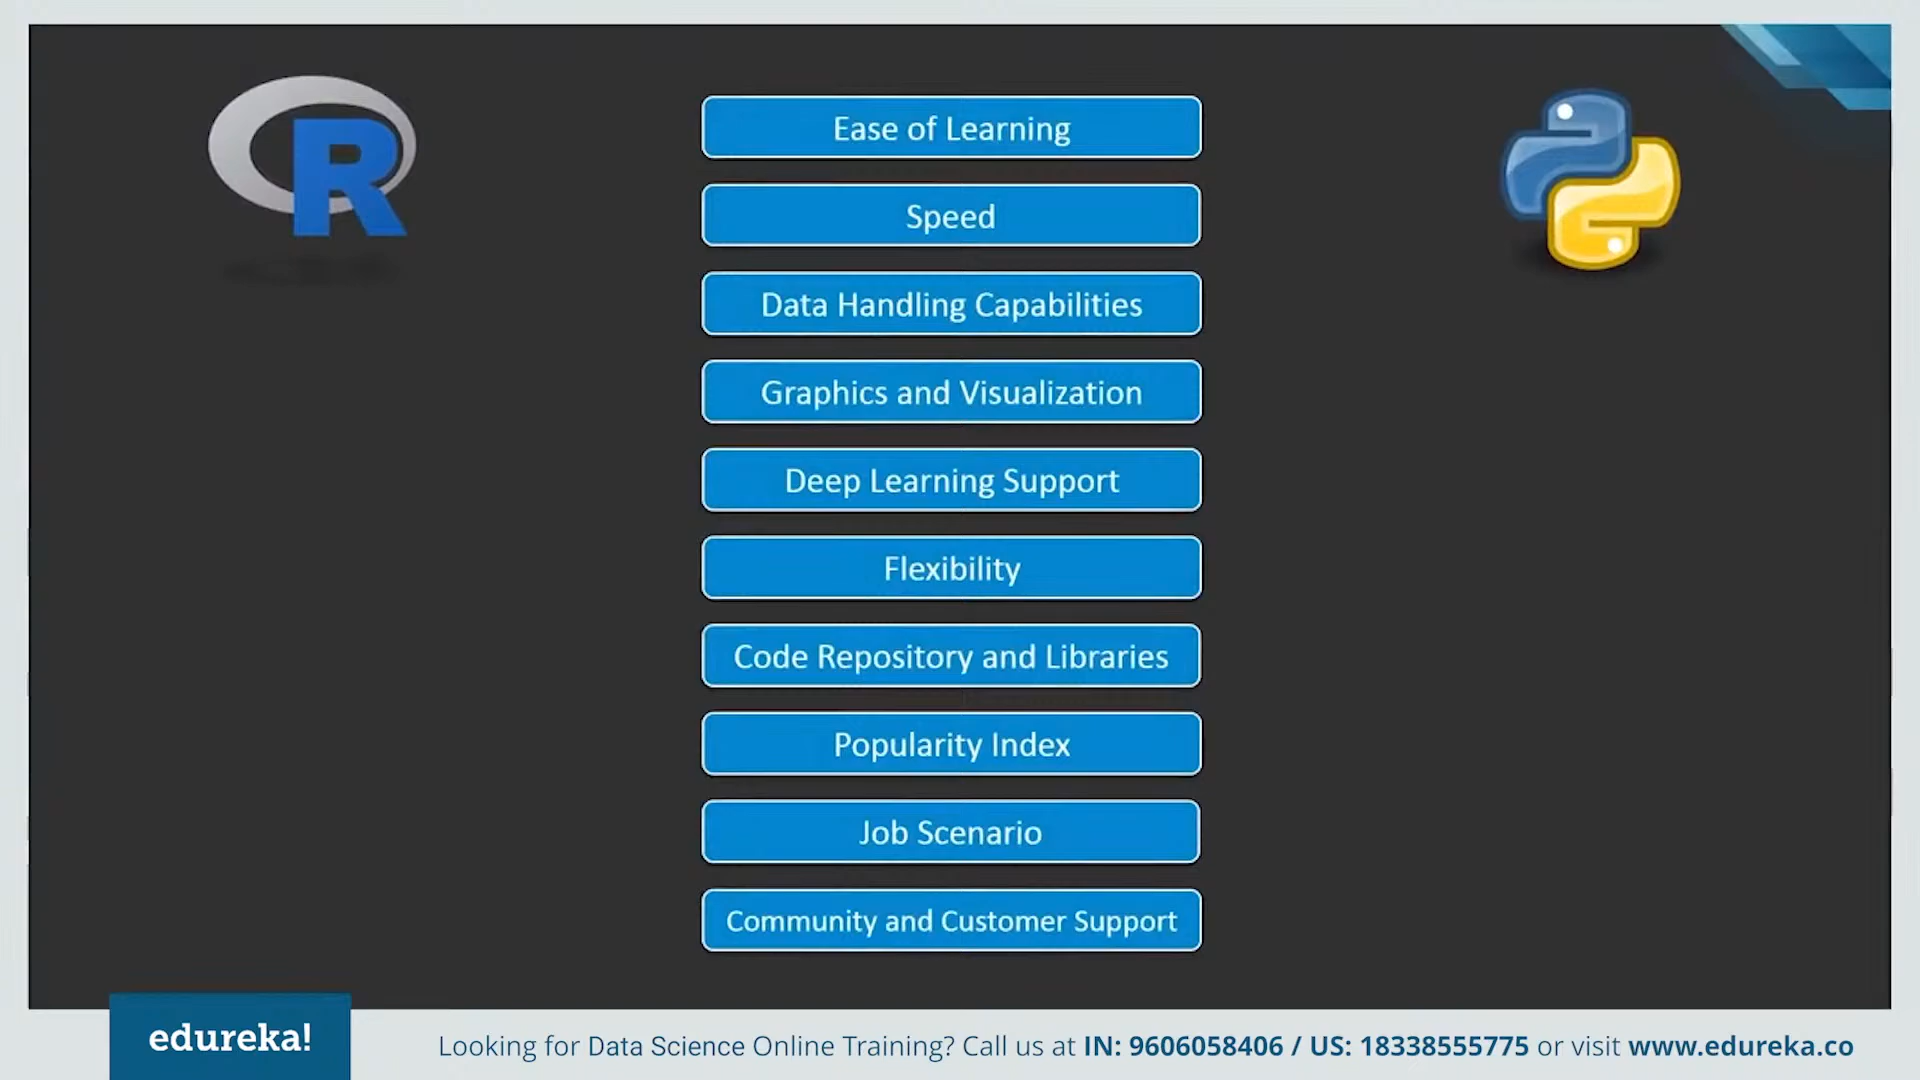 R
Ease of Learning
Speed
Data Handling Capabilities
Graphics and Visualization
Deep Learning Support
Flexibility
Code Repository and Libraries
Popularity Index
Job Scenario
Community and Customer Support
edureka!
Looking for Data Science Online Training? Call us at IN: 9606058406 / US: 18338555775 or visit www.edureka.co